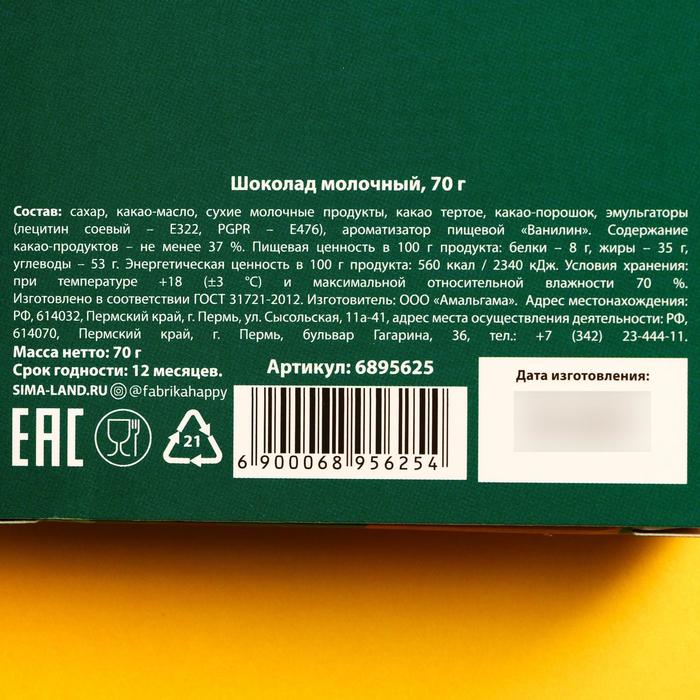 Шоколад молочный, 70 г
Состав: сахар, какао-масло, сухие молочные продукты, какао тертое, какао-порошок, эмульгаторы
(лецитин соевый – E322, PGPR – E476), ароматизатор пищевой «Ванилин». Содержание
какао-продуктов – не менее 37 %. Пищевая ценность в 100 г продукта: белки – 8 г, жиры – 35 г,
углеводы – 53 г. Энергетическая ценность в 100 г продукта: 560 ккал / 2340 кДж. Условия хранения:
при температуре +18 (±3 °С) и максимальной относительной влажности 70 %.
Изготовлено в соответствии ГОСТ 31721-2012. Изготовитель: ООО «Амальгама». Адрес местонахождения:
РФ, 614032, Пермский край, г. Пермь, ул. Сысольская, 11а-41, адрес места осуществления деятельности: РФ,
614070, Пермский край, г. Пермь, бульвар Гагарина, 36, тел.: +7 (342) 23-444-11.
Масса нетто: 70 г
Срок годности: 12 месяцев.
SIMA-LAND.RU @fabrikahappy
EAC
21
Артикул: 6895625
6 900068 956254
Дата изготовления: